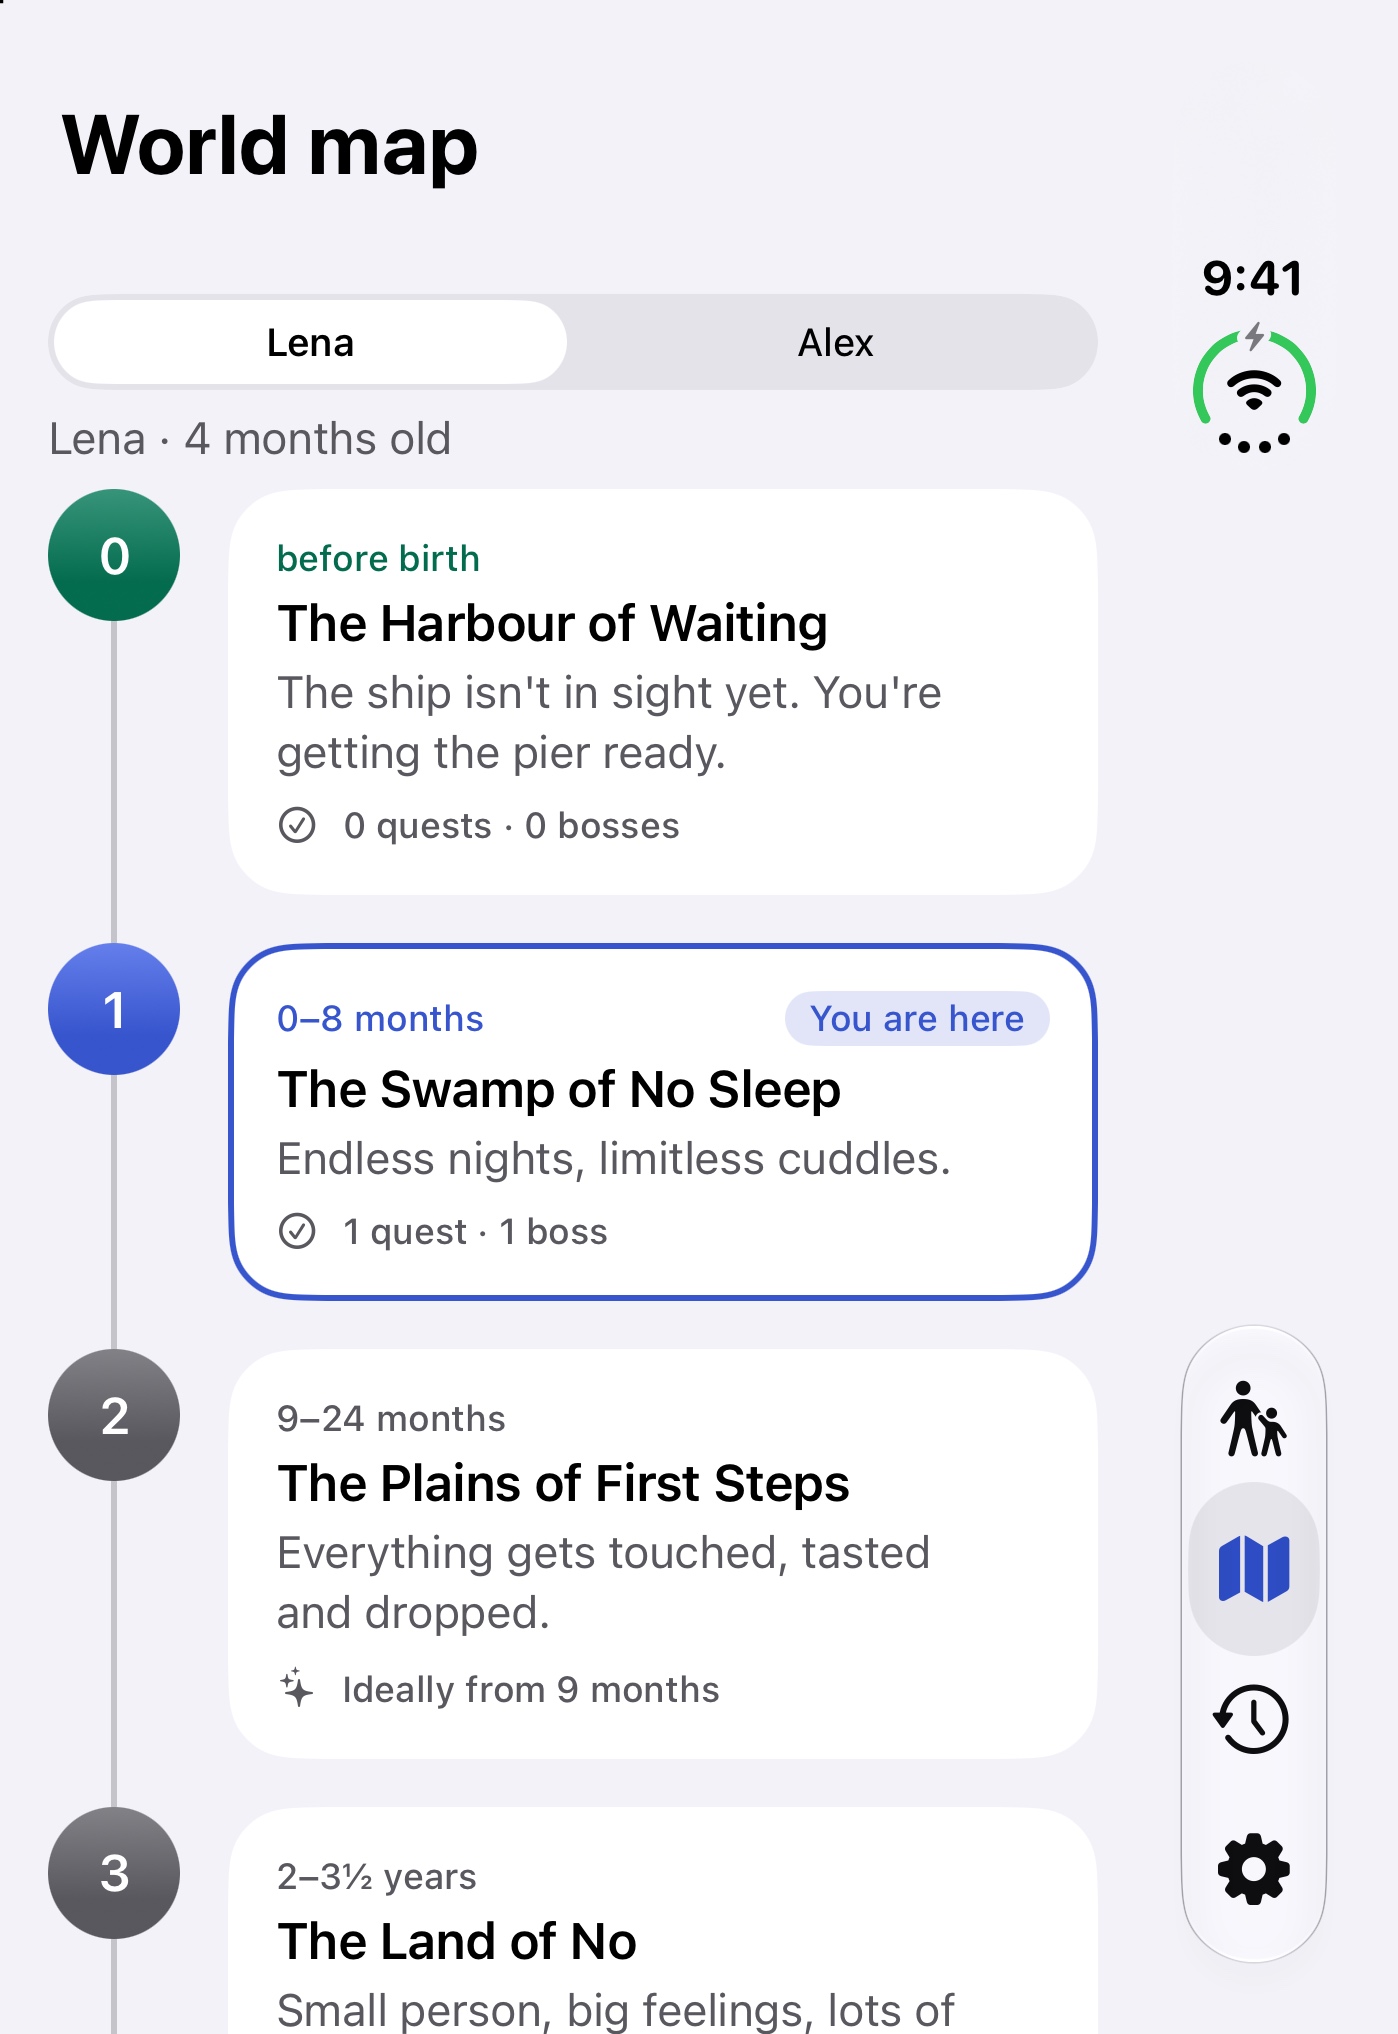 World map
9:41
Lena
Alex
Lena · 4 months old
0
before birth
The Harbour of Waiting
The ship isn't in sight yet. You're
getting the pier ready.
0 quests · 0 bosses
1
0–8 months
You are here
The Swamp of No Sleep
Endless nights, limitless cuddles.
1 quest · 1 boss
2
9–24 months
The Plains of First Steps
Everything gets touched, tasted
and dropped.
Ideally from 9 months
3
2–3½ years
The Land of No
Small person, big feelings, lots of